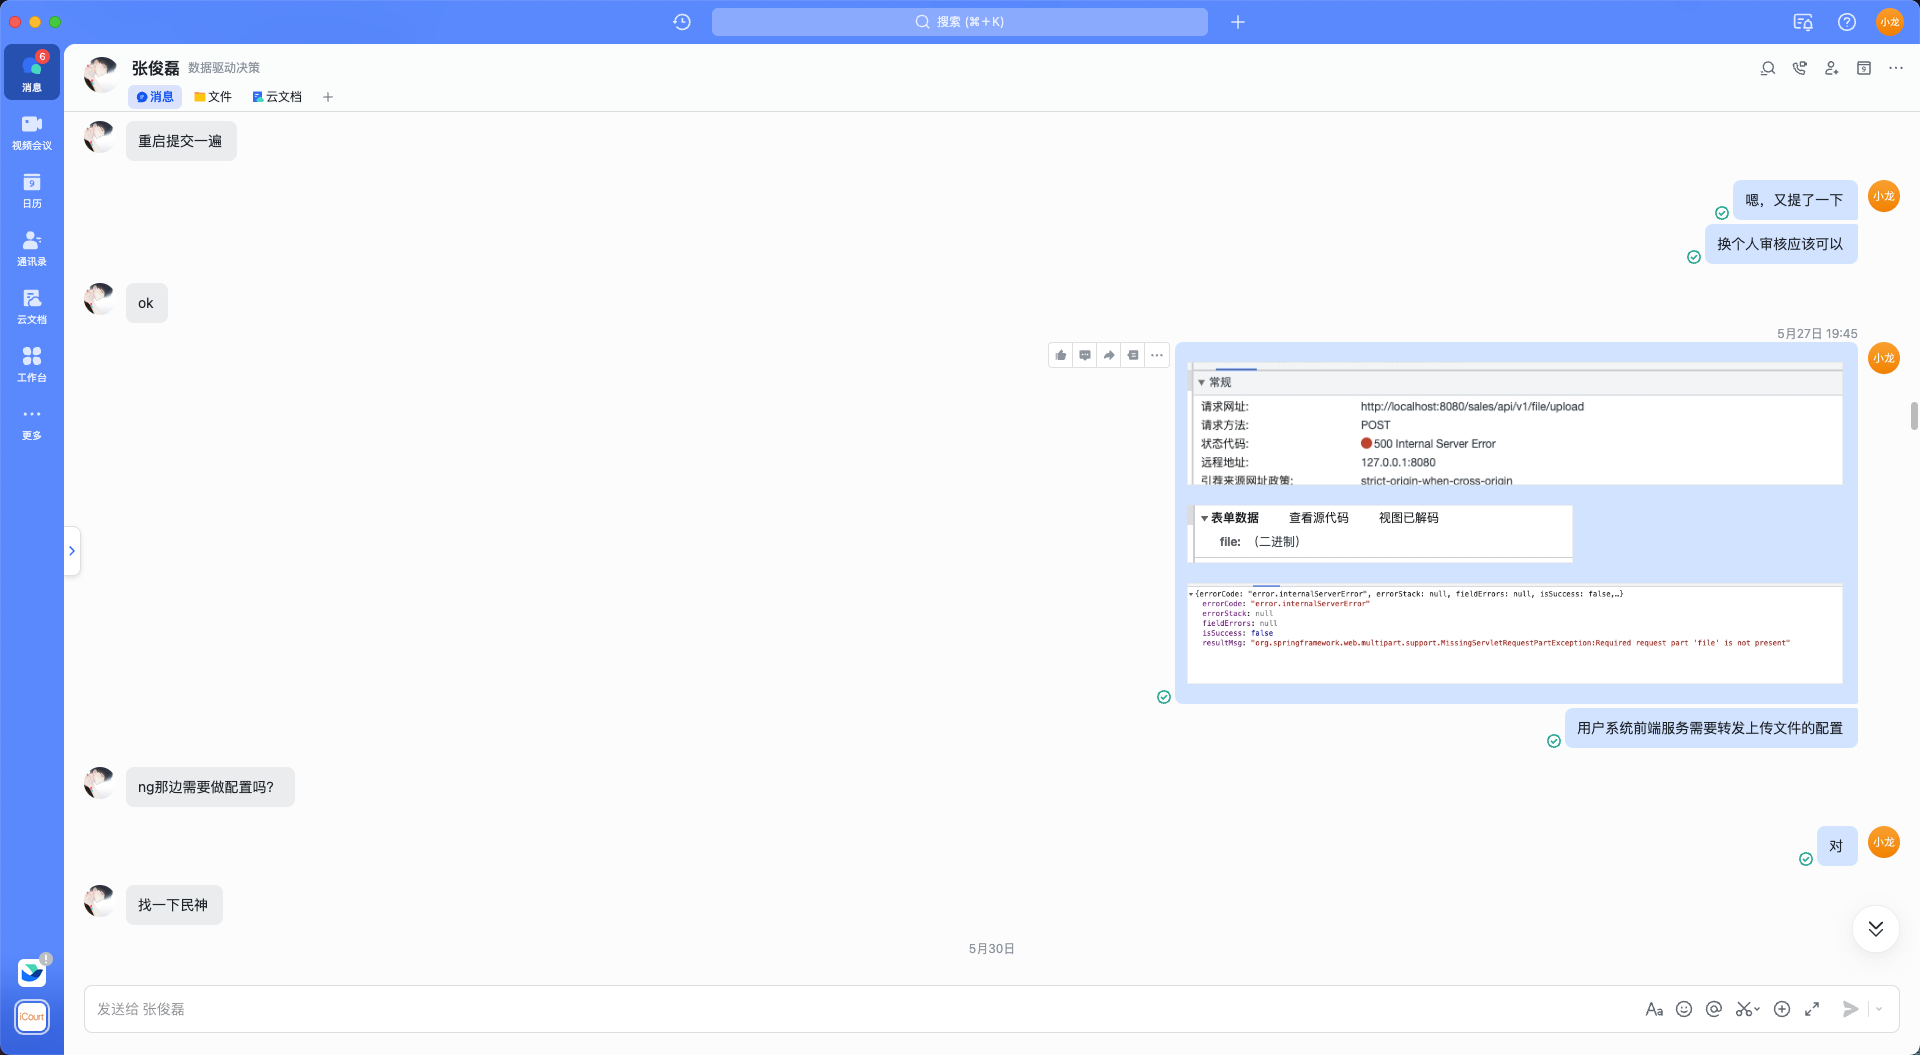 搜索 (⌘+K)
小龙
6
消息
视频会议
9
日历
通讯录
云文档
工作台
更多
iCourt
张俊磊 数据驱动决策
消息 文件 云文档
9
重启提交一遍
嗯，又提了一下
小龙
换个人审核应该可以
ok
5月27日 19:45
小龙
常规
请求网址: http://localhost:8080/sales/api/v1/file/upload
请求方法: POST
状态代码: 500 Internal Server Error
远程地址: 127.0.0.1:8080
引荐来源网址政策: strict-origin-when-cross-origin
表单数据 查看源代码 视图已解码
file: （二进制）
{errorCode: "error.internalServerError", errorStack: null, fieldErrors: null, isSuccess: false,…}
errorCode: "error.internalServerError"
errorStack: null
fieldErrors: null
isSuccess: false
resultMsg: "org.springframework.web.multipart.support.MissingServletRequestPartException:Required request part 'file' is not present"
用户系统前端服务需要转发上传文件的配置
ng那边需要做配置吗?
对
小龙
找一下民神
5月30日
发送给 张俊磊
Aa